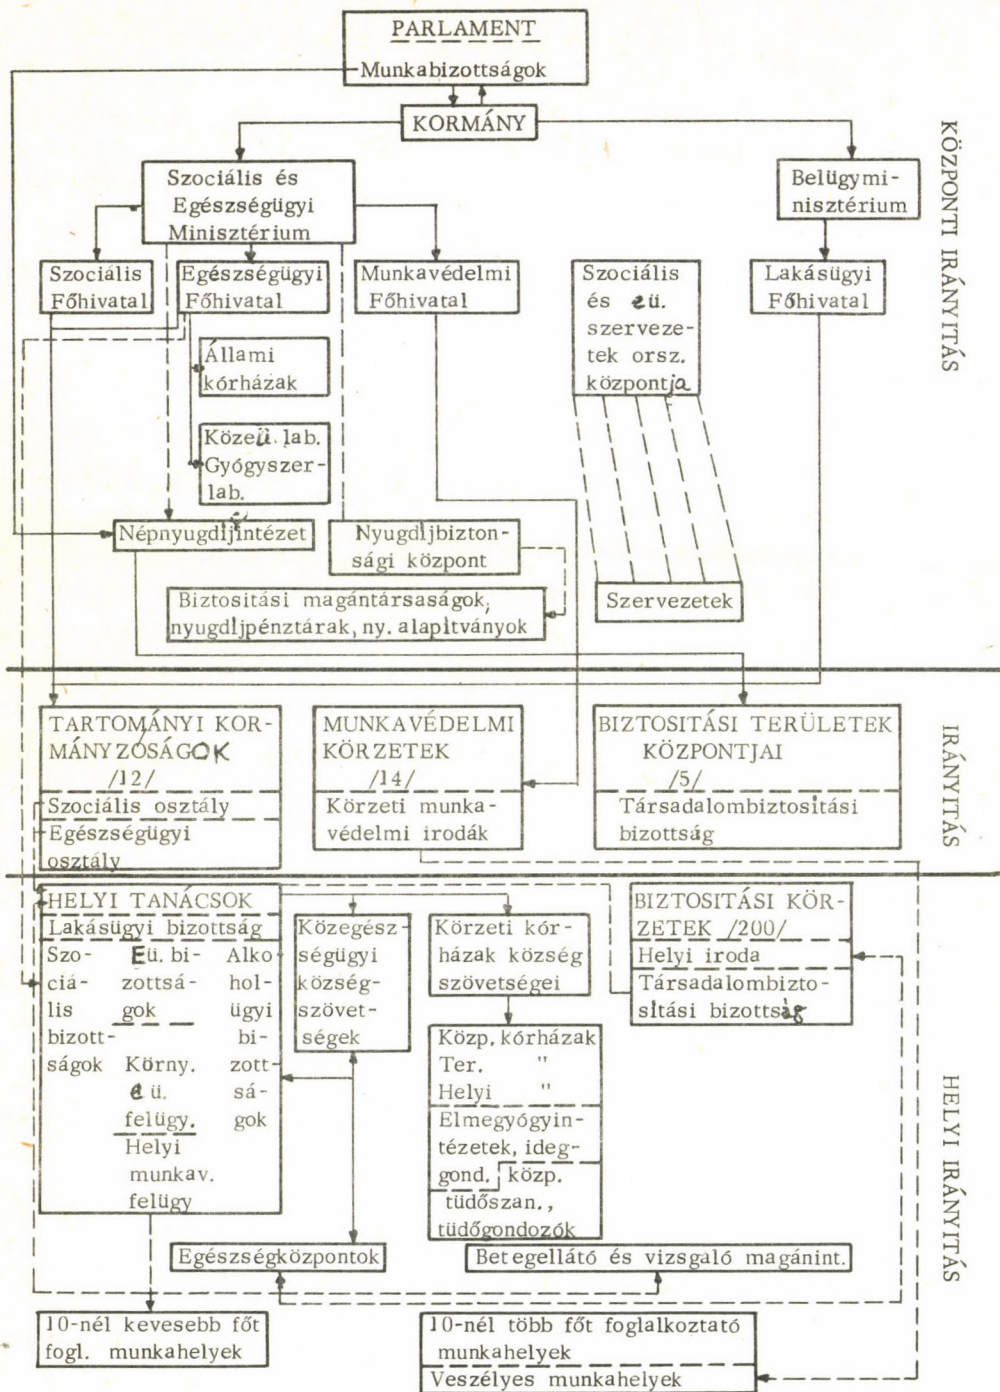 PARLAMENT
Munkabizottságok
KORMÁNY
KÖZPONTI IRÁNYITÁS
Szociális és
Egészségügyi
Minisztérium
Belügymi-
nisztérium
Szociális
Főhivatal
Egészségügyi
Főhivatal
Munkavédelmi
Főhivatal
Szociális
és eü.
szerveze-
tek orsz.
központja
Lakásügyi
Főhivatal
Állami
kórházak
Közeü. lab.
Gyógyszer-
lab.
Népnyugdijintézet
Nyugdijbizton-
sági központ
Biztositási magántársaságok,
nyugdijpénztárak, ny. alapitványok
Szervezetek
IRÁNYITÁS
TARTOMÁNYI KOR-
MÁNYZÓSÁGOK
/12/
Szociális osztály
Egészségügyi
osztály
MUNKAVÉDELMI
KÖRZETEK
/14/
Körzeti munka-
védelmi irodák
BIZTOSITÁSI TERÜLETEK
KÖZPONTJAI
/5/
Társadalombiztositási
bizottság
HELYI IRÁNYITÁS
HELYI TANÁCSOK
Lakásügyi bizottság
Szo-
ciá-
lis
bizott-
ságok
Eü. bi-
zottsá-
gok
Körny.
eü.
felügy.
Helyi
munkav.
felügy
Alko
hol-
ügyi
bi-
zott-
sá-
gok
Közegész-
ségügyi
község-
szövet-
ségek
Körzeti kór-
házak község
szövetségei
Közp. kórházak
Ter. "
Helyi "
Elmegyógyin-
tézetek, ideg-
gond. közp.
tüdőszan.,
tüdőgondozók
BIZTOSITÁSI KÖR-
ZETEK /200/
Helyi iroda
Társadalombizto-
sitási bizottság
Egészségközpontok
Betegellátó és vizsgaló magánint.
10-nél kevesebb főt
fogl. munkahelyek
10-nél több főt foglalkoztató
munkahelyek
Veszélyes munkahelyek